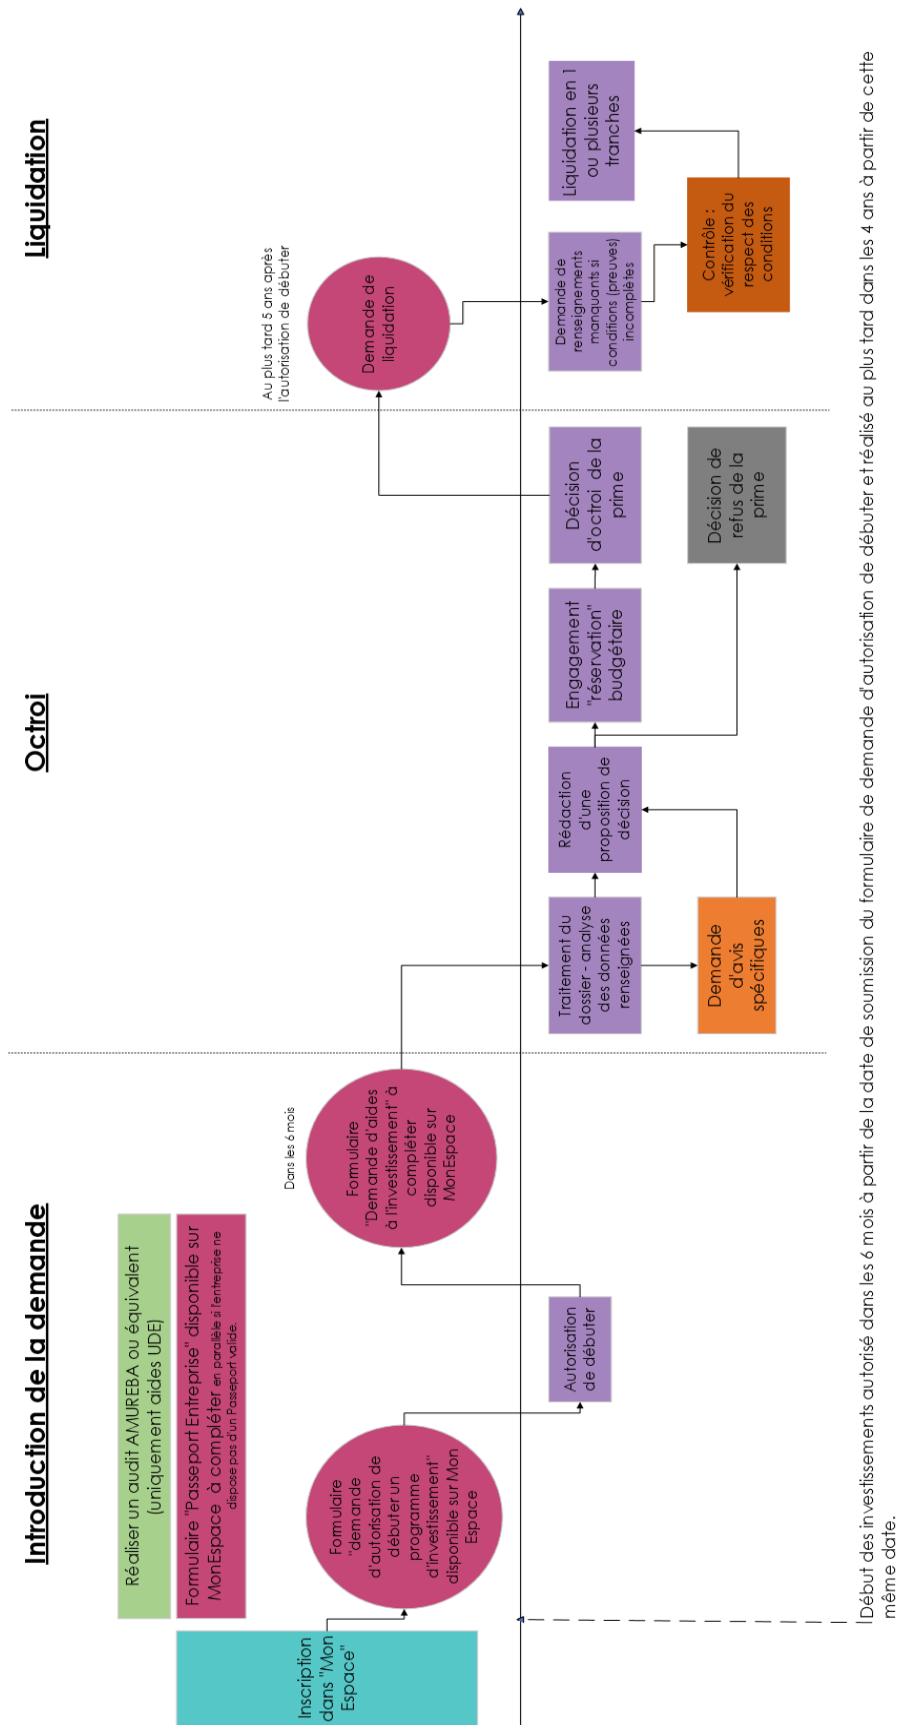 Introduction de la demande
Octroi
Liquidation
Réaliser un audit AMUREBA ou équivalent
(uniquement aides UDE)
Formulaire "Passeport Entreprise" disponible sur
MonEspace à compléter en parallèle si l'entreprise ne
dispose pas d'un Passeport valide.
Inscription
dans "Mon
Espace"
Formulaire
"demande
d'autorisation de
débuter un
programme
d'investissement"
disponible sur Mon
Espace
Autorisation
de débuter
Dans les 6 mois
Formulaire
"Demande d'aides
à l'investissement" à
compléter
disponible sur
MonEspace
Traitement du
dossier - analyse
des données
renseignées
Demande
d'avis
spécifiques
Rédaction
d'une
proposition de
décision
Engagement
"réservation"
budgétaire
Décision
d'octroi de la
prime
Décision de
refus de la
prime
Au plus tard 5 ans après
l'autorisation de débuter
Demande de
liquidation
Demande de
renseignements
manquants si
conditions (preuves)
incomplètes
Contrôle :
vérification du
respect des
conditions
Liquidation en 1
ou plusieurs
tranches
Début des investissements autorisé dans les 6 mois à partir de la date de soumission du formulaire de demande d'autorisation de débuter et réalisé au plus tard dans les 4 ans à partir de cette
même date.